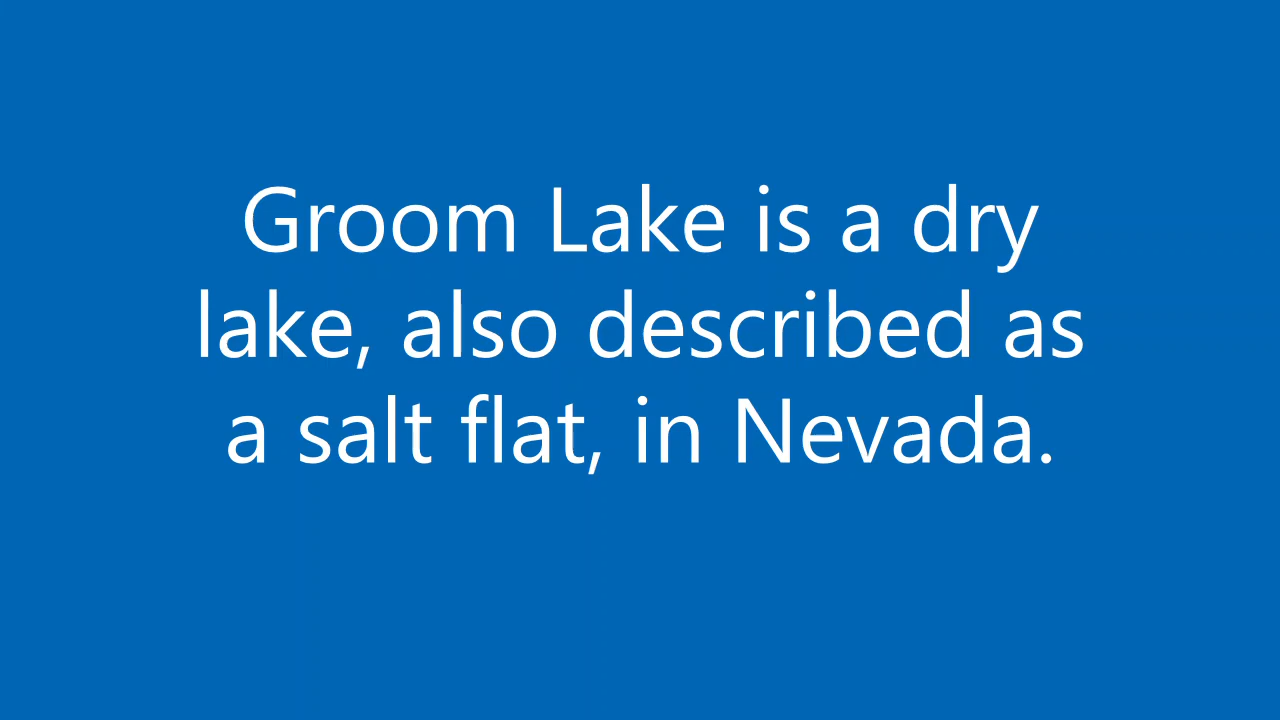 Groom Lake is a dry
lake, also described as
a salt flat, in Nevada.